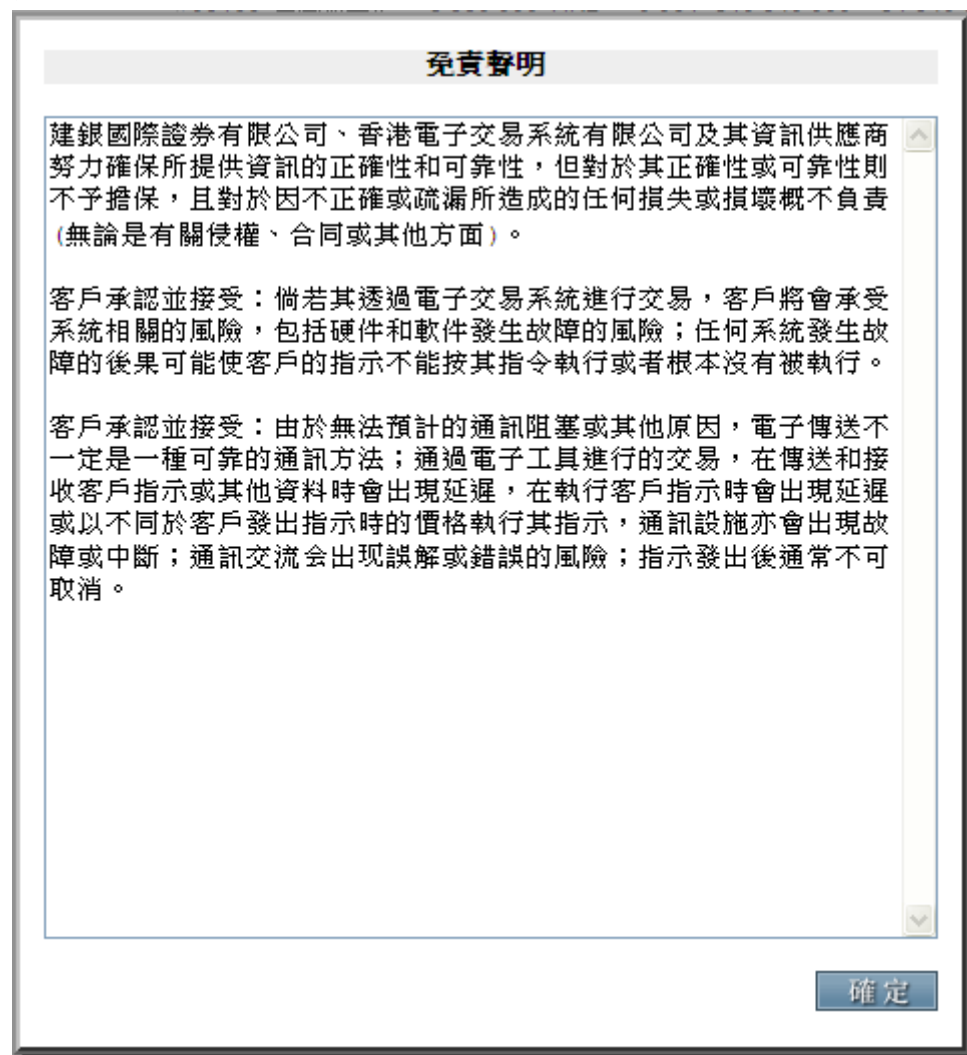 免責聲明
建銀國際證券有限公司、香港電子交易系統有限公司及其資訊供應商
努力確保所提供資訊的正確性和可靠性，但對於其正確性或可靠性則
不予擔保，且對於因不正確或疏漏所造成的任何損失或損壞概不負責
(無論是有關侵權、合同或其他方面)。
客戶承認並接受：倘若其透過電子交易系統進行交易，客戶將會承受
系統相關的風險，包括硬件和軟件發生故障的風險；任何系統發生故
障的後果可能使客戶的指示不能按其指令執行或者根本沒有被執行。
客戶承認並接受：由於無法預計的通訊阻塞或其他原因，電子傳送不
一定是一種可靠的通訊方法；通過電子工具進行的交易，在傳送和接
收客戶指示或其他資料時會出現延遲，在執行客戶指示時會出現延遲
或以不同於客戶發出指示時的價格執行其指示，通訊設施亦會出現故
障或中斷；通訊交流会出现誤解或錯誤的風險；指示發出後通常不可
取消。
確定